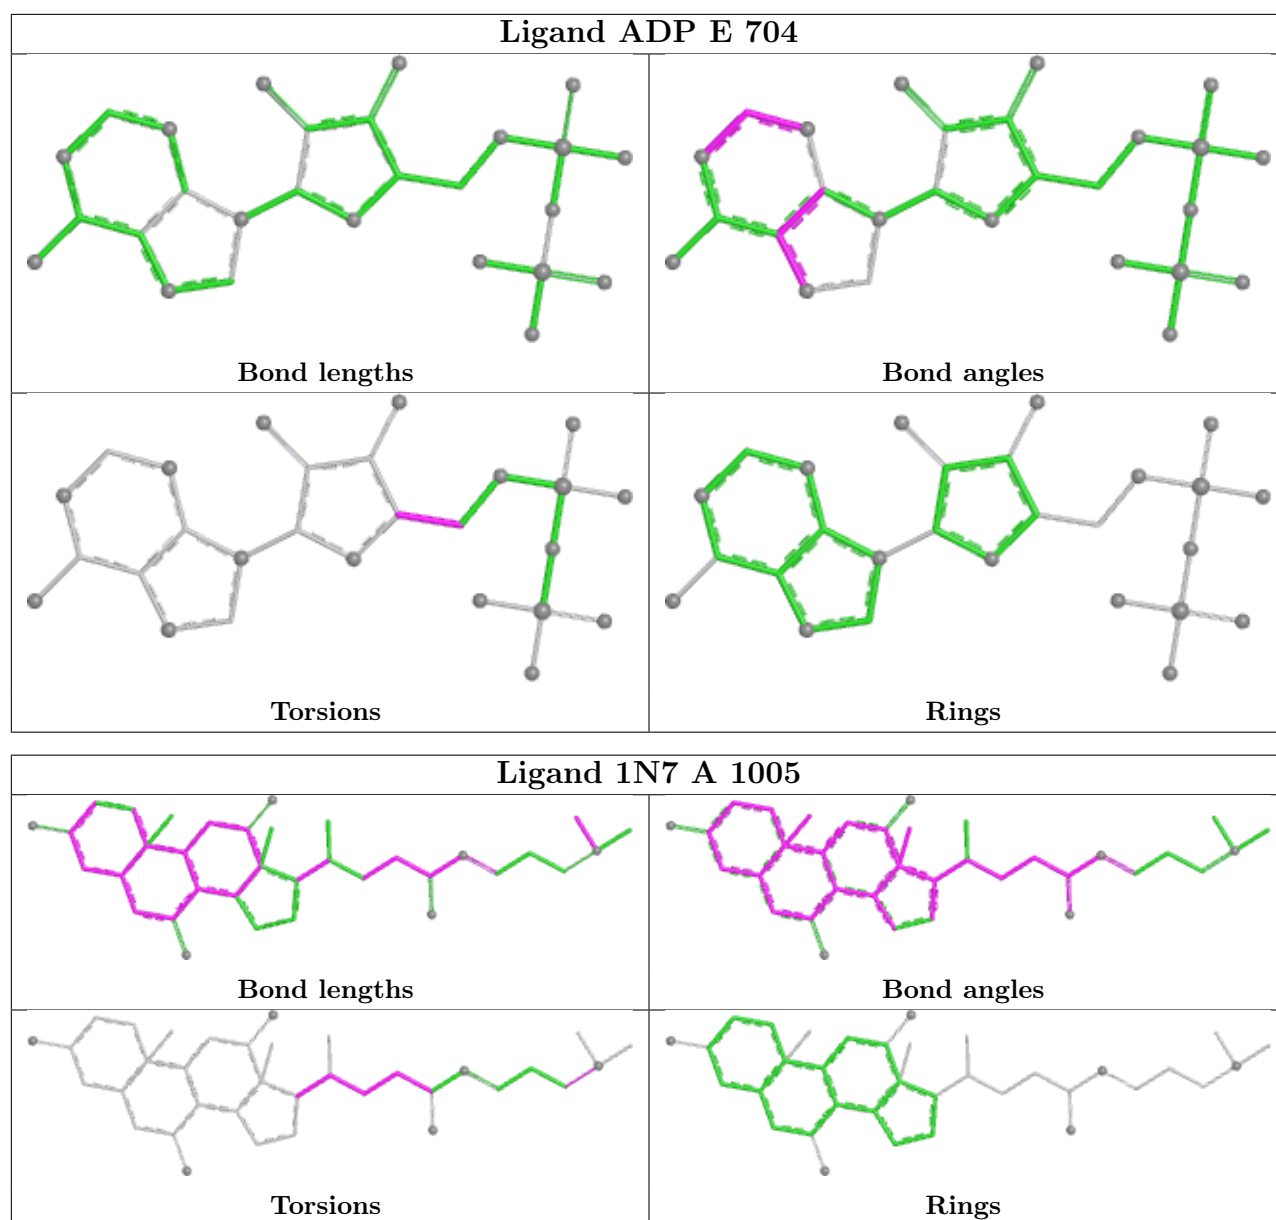 Ligand ADP E 704
Bond lengths
Bond angles
Torsions
Rings
Ligand 1N7 A 1005
Bond lengths
Bond angles
Torsions
Rings